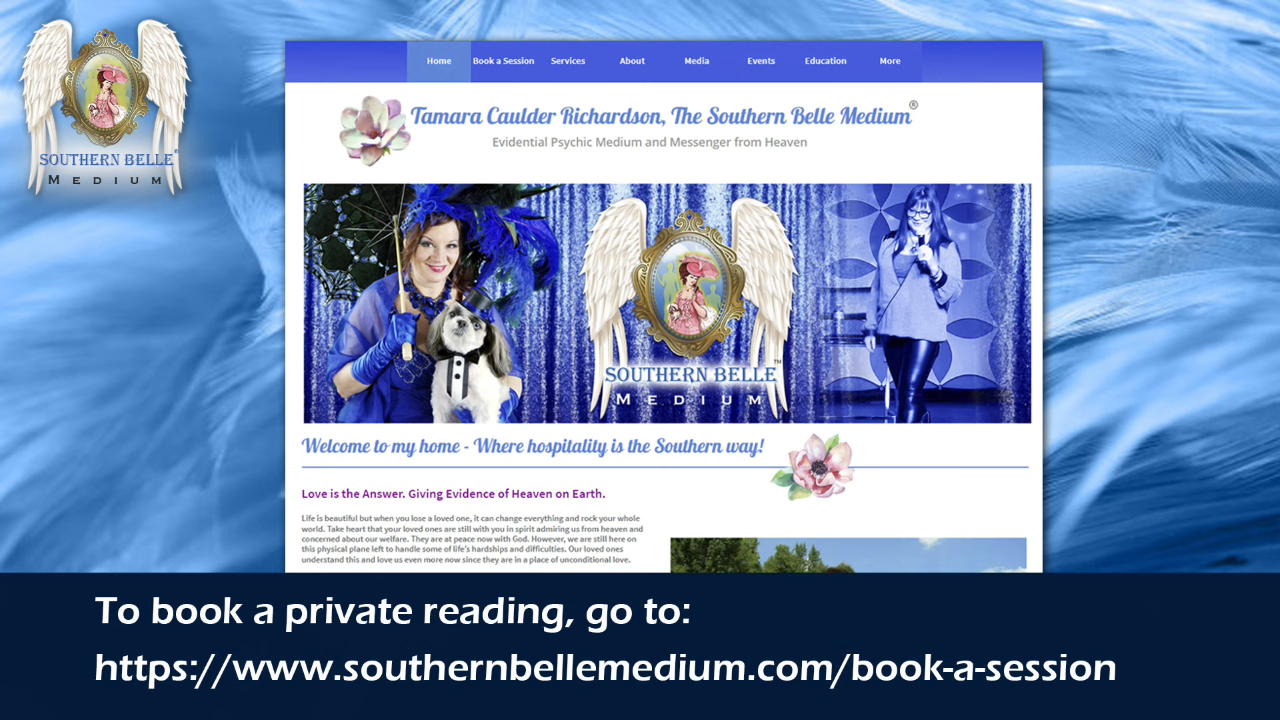 SOUTHERN BELLE®
MEDIUM
Home Book a Session Services About Media Events Education More
Tamara Caulder Richardson, The Southern Belle Medium®
Evidential Psychic Medium and Messenger from Heaven
SOUTHERN BELLE™
MEDIUM
Welcome to my home - Where hospitality is the Southern way!
Love is the Answer. Giving Evidence of Heaven on Earth.
Life is beautiful but when you lose a loved one, it can change everything and rock your whole
world. Take heart that your loved ones are still with you in spirit admiring us from heaven and
concerned about our welfare. They are at peace now with God. However, we are still here on
this physical plane left to handle some of life's hardships and difficulties. Our loved ones
understand this and love us even more now since they are in a place of unconditional love.
To book a private reading, go to:
https://www.southernbellemedium.com/book-a-session